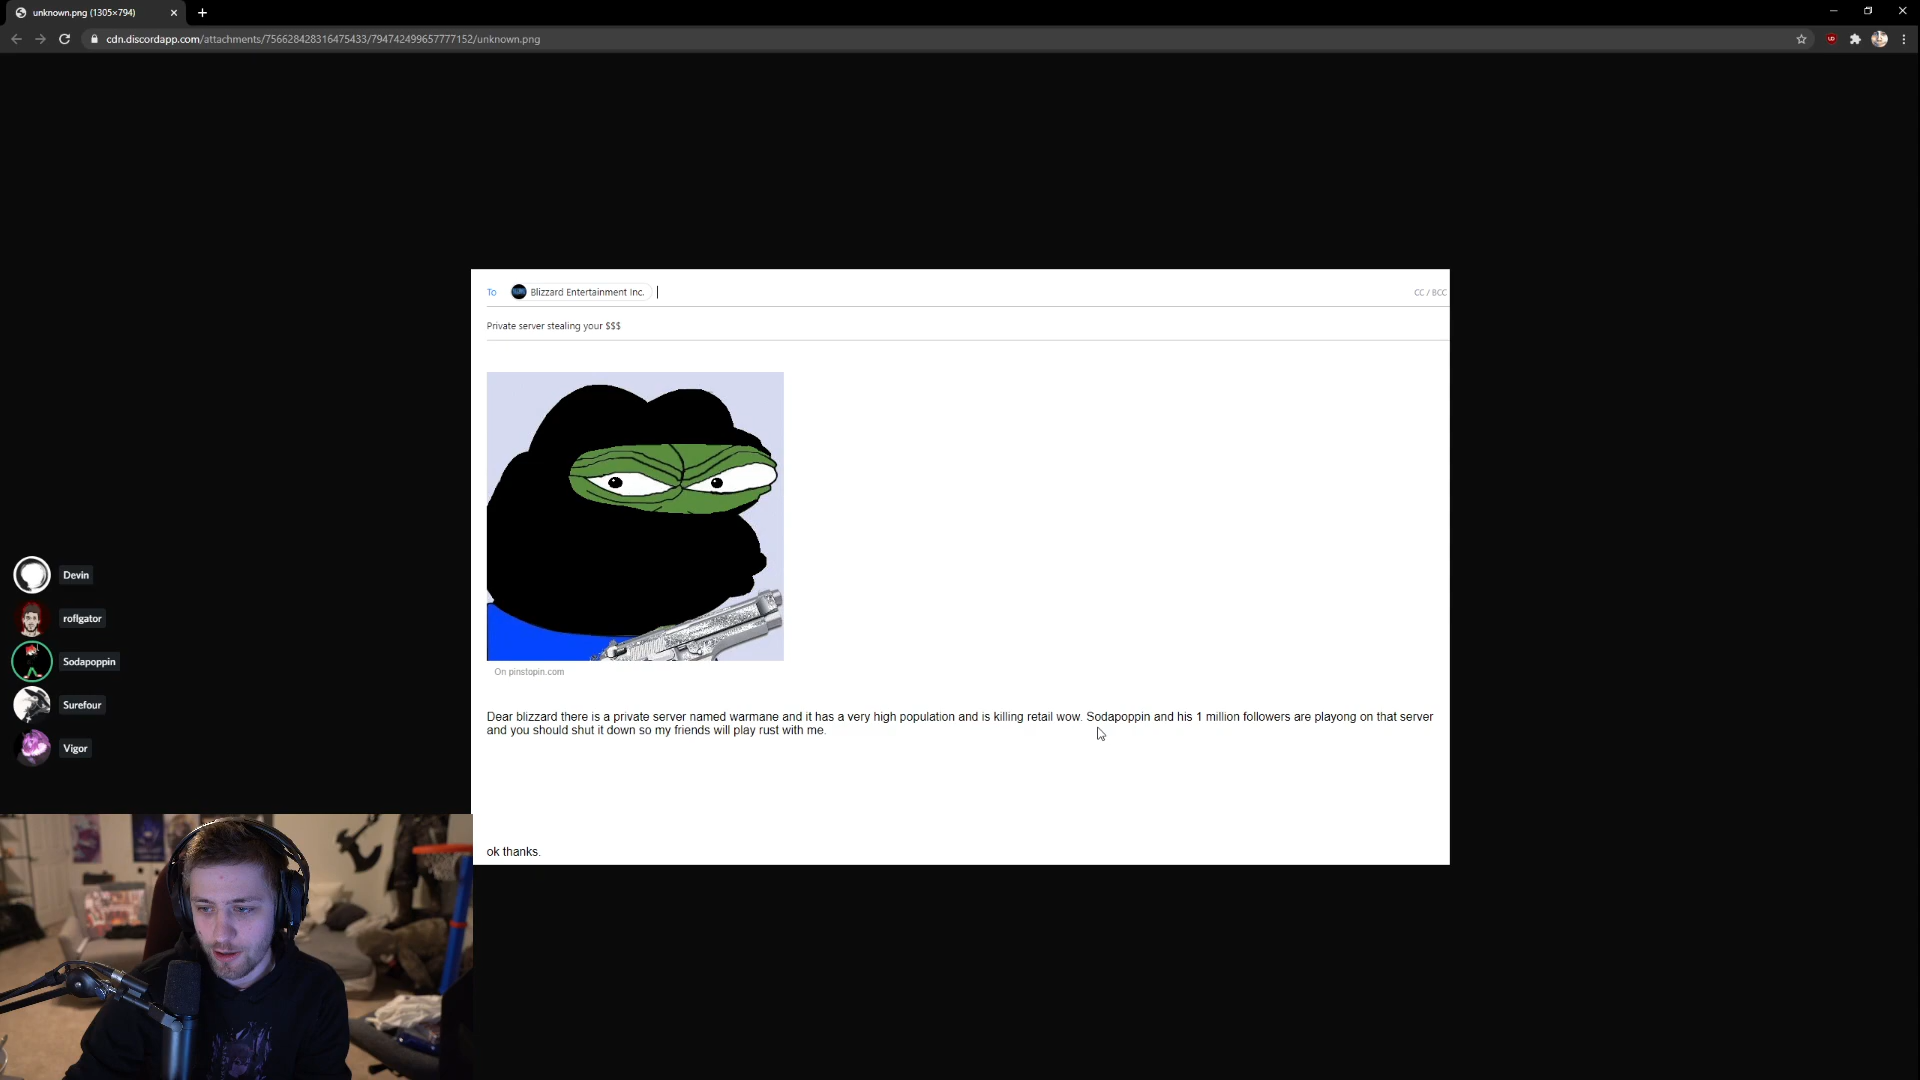 unknown.png (1305×794)
cdn.discordapp.com/attachments/756628428316475433/794742499657777152/unknown.png
To Blizzard Entertainment Inc. CC / BCC
Private server stealing your $$$
On pinstopin.com
Dear blizzard there is a private server named warmane and it has a very high population and is killing retail wow. Sodapoppin and his 1 million followers are playong on that server
and you should shut it down so my friends will play rust with me.
ok thanks.
Devin
roflgator
Sodapoppin
Surefour
Vigor